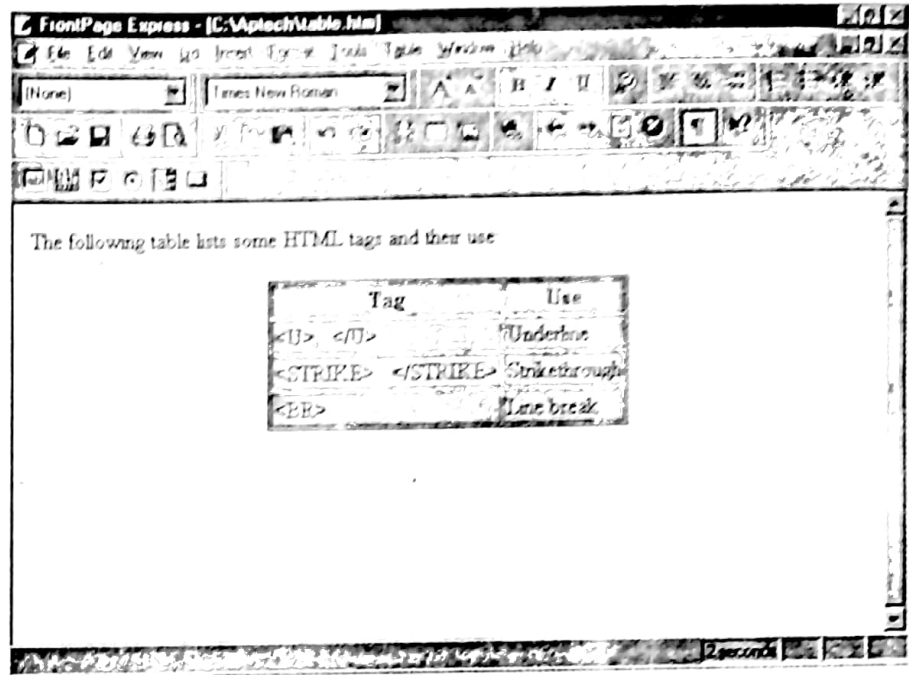 FrontPage Express - [C:\Aptech\table.htm]
File Edit View Go Insert Format Tools Table Window Help
(None) Times New Roman A A B I U
The following table lists some HTML tags and their use
Tag Use
<U> </U> Underline
<STRIKE> </STRIKE> Strikethrough
<BR> Line break
2 seconds